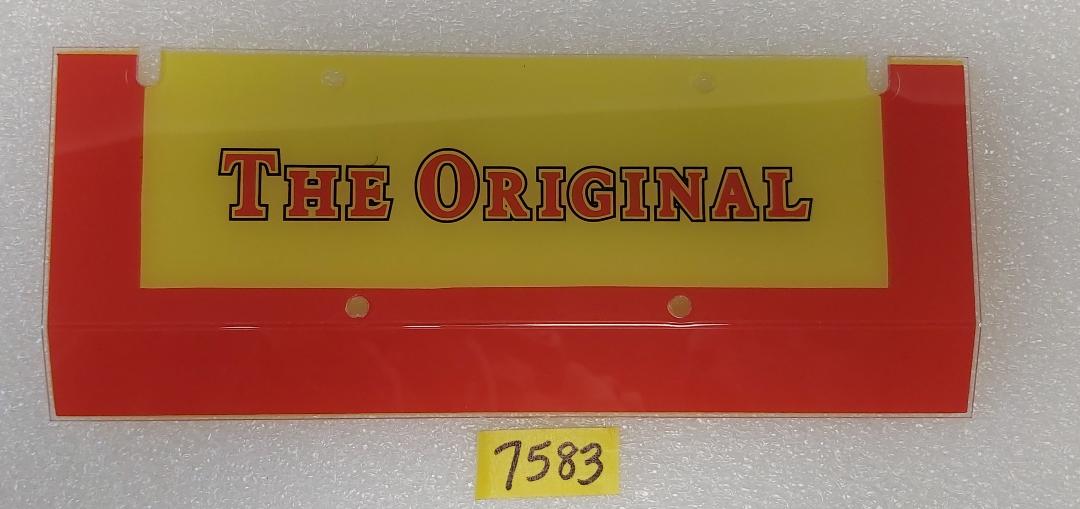 THE ORIGINAL
7583